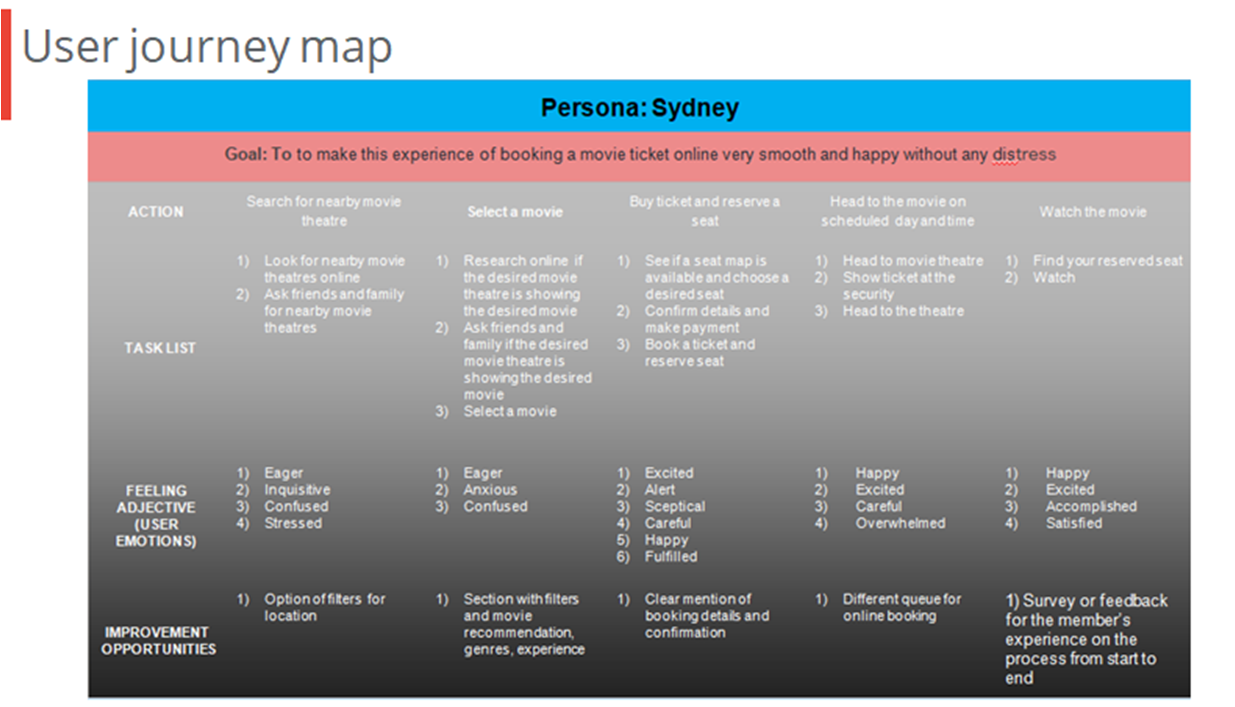 User journey map
Persona: Sydney
Goal: To to make this experience of booking a movie ticket online very smooth and happy without any distress
ACTION
Search for nearby movie
theatre
Select a movie
Buy ticket and reserve a
seat
Head to the movie on
scheduled day and time
Watch the movie
TASK LIST
1) Look for nearby movie
theatres online
2) Ask friends and family
for nearby movie
theatres
1) Research online if
the desired movie
theatre is showing
the desired movie
2) Ask friends and
family if the desired
movie theatre is
showing the desired
movie
3) Select a movie
1) See if a seat map is
available and choose a
desired seat
2) Confirm details and
make payment
3) Book a ticket and
reserve seat
1) Head to movie theatre
2) Show ticket at the
security
3) Head to the theatre
1) Find your reserved seat
2) Watch
FEELING
ADJECTIVE
(USER
EMOTIONS)
1) Eager
2) Inquisitive
3) Confused
4) Stressed
1) Eager
2) Anxious
3) Confused
1) Excited
2) Alert
3) Sceptical
4) Careful
5) Happy
6) Fulfilled
1) Happy
2) Excited
3) Careful
4) Overwhelmed
1) Happy
2) Excited
3) Accomplished
4) Satisfied
IMPROVEMENT
OPPORTUNITIES
1) Option of filters for
location
1) Section with filters
and movie
recommendation,
genres, experience
1) Clear mention of
booking details and
confirmation
1) Different queue for
online booking
1) Survey or feedback
for the member's
experience on the
process from start to
end